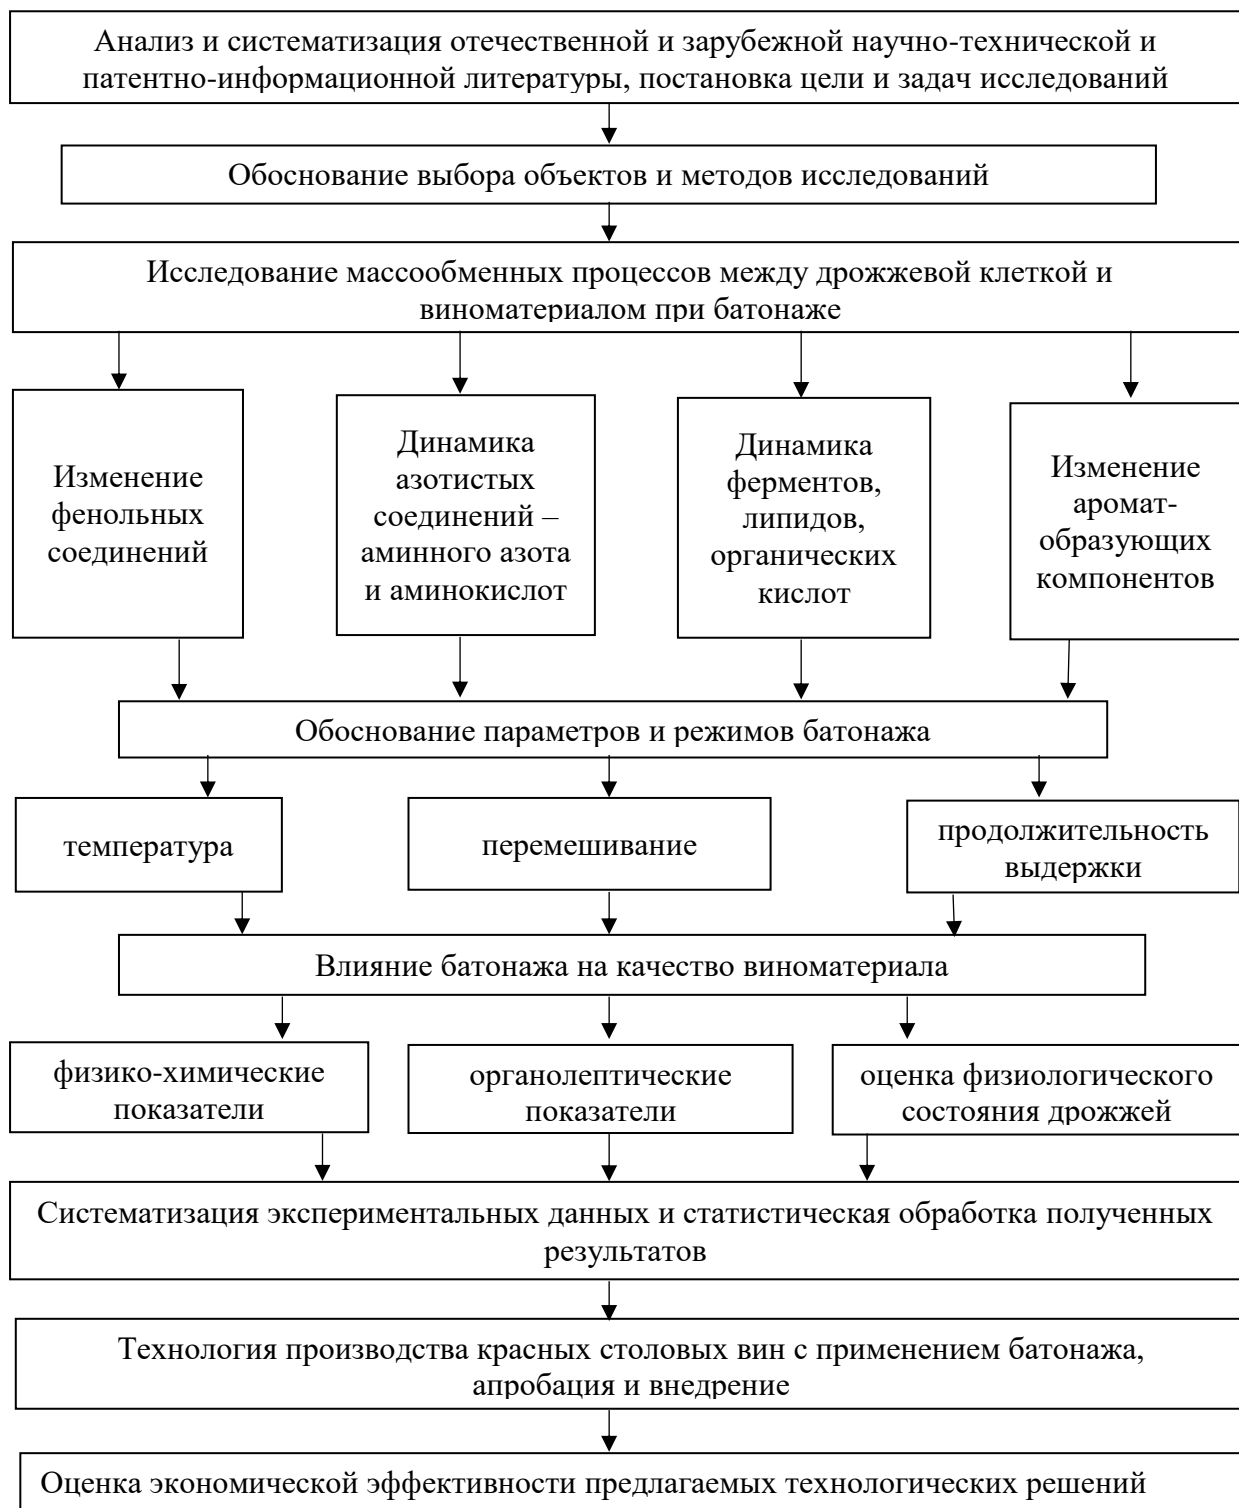 Анализ и систематизация отечественной и зарубежной научно-технической и
патентно-информационной литературы, постановка цели и задач исследований
Обоснование выбора объектов и методов исследований
Исследование массообменных процессов между дрожжевой клеткой и
виноматериалом при батонаже
Изменение
фенольных
соединений
Динамика
азотистых
соединений –
аминного азота
и аминокислот
Динамика
ферментов,
липидов,
органических
кислот
Изменение
аромат-
образующих
компонентов
Обоснование параметров и режимов батонажа
температура
перемешивание
продолжительность
выдержки
Влияние батонажа на качество виноматериала
физико-химические
показатели
органолептические
показатели
оценка физиологического
состояния дрожжей
Систематизация экспериментальных данных и статистическая обработка полученных
результатов
Технология производства красных столовых вин с применением батонажа,
апробация и внедрение
Оценка экономической эффективности предлагаемых технологических решений